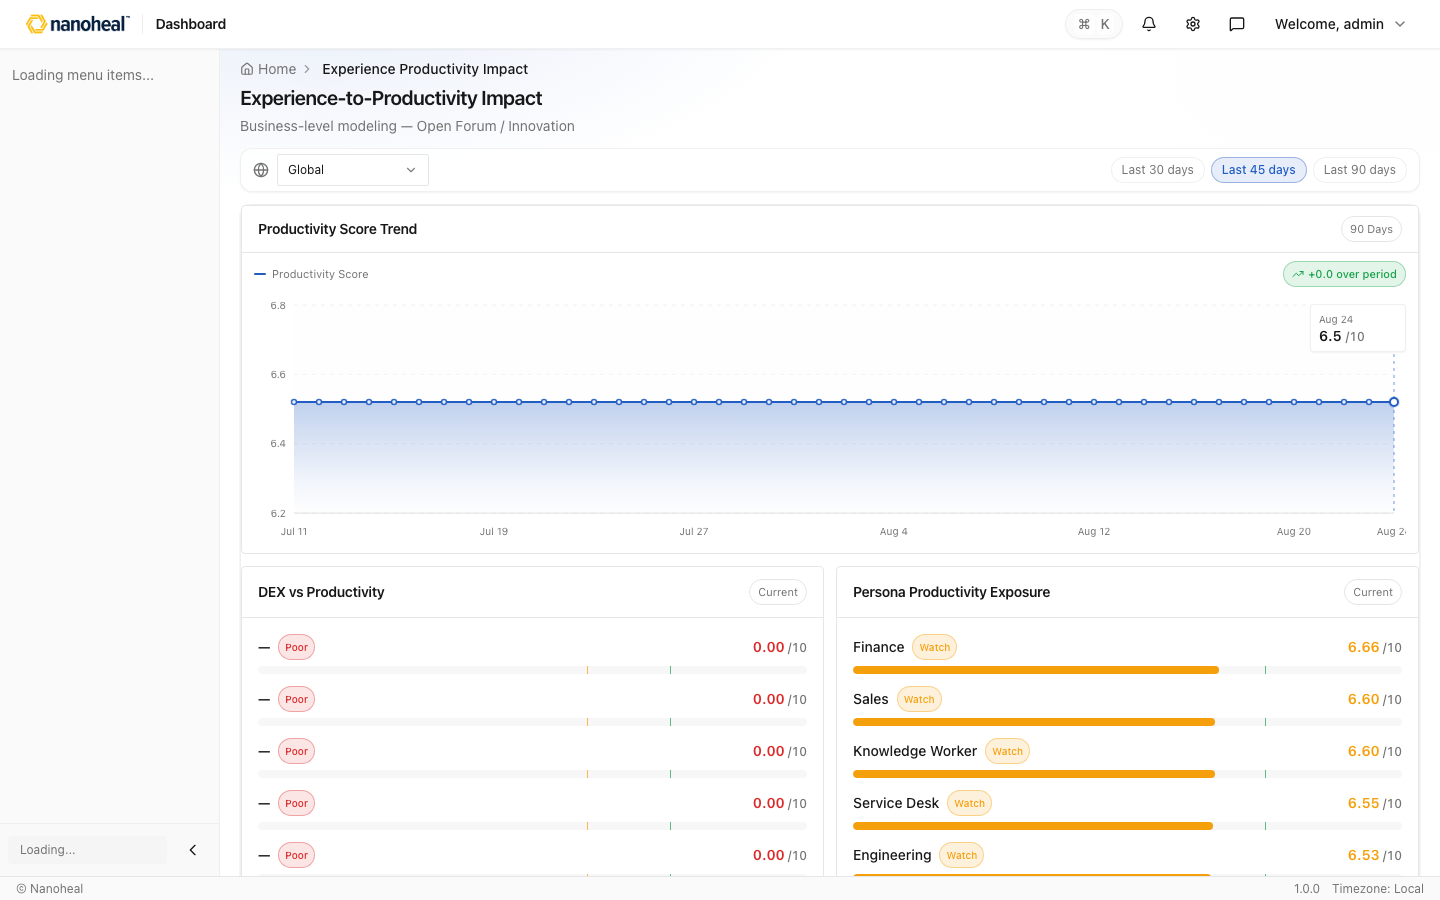 nanoheal™ Dashboard ⌘ K Welcome, admin
Loading menu items...
Home Experience Productivity Impact
Experience-to-Productivity Impact
Business-level modeling — Open Forum / Innovation
Global Last 30 days Last 45 days Last 90 days
Productivity Score Trend 90 Days
Productivity Score +0.0 over period
6.8
Aug 24
6.5 /10
6.6
6.4
6.2
Jul 11 Jul 19 Jul 27 Aug 4 Aug 12 Aug 20 Aug 24
DEX vs Productivity Current
— Poor 0.00 /10
— Poor 0.00 /10
— Poor 0.00 /10
— Poor 0.00 /10
— Poor 0.00 /10
Persona Productivity Exposure Current
Finance Watch 6.66 /10
Sales Watch 6.60 /10
Knowledge Worker Watch 6.60 /10
Service Desk Watch 6.55 /10
Engineering Watch 6.53 /10
Loading...
© Nanoheal 1.0.0 Timezone: Local